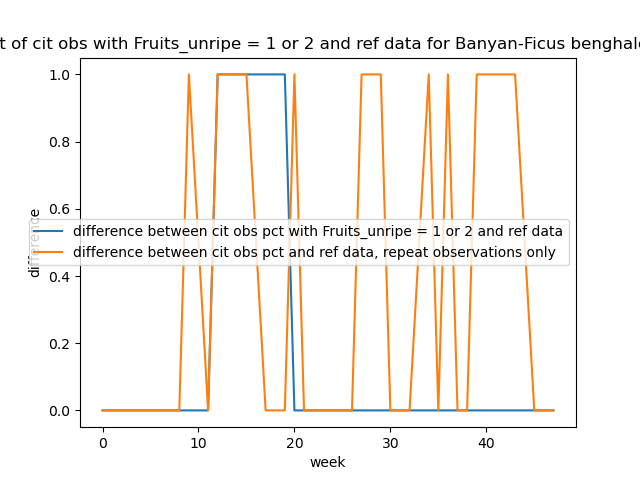 t of cit obs with Fruits_unripe = 1 or 2 and ref data for Banyan-Ficus benghale
1.0
0.8
0.6
0.4
0.2
0.0
difference
difference between cit obs pct with Fruits_unripe = 1 or 2 and ref data
difference between cit obs pct and ref data, repeat observations only
0 10 20 30 40
week